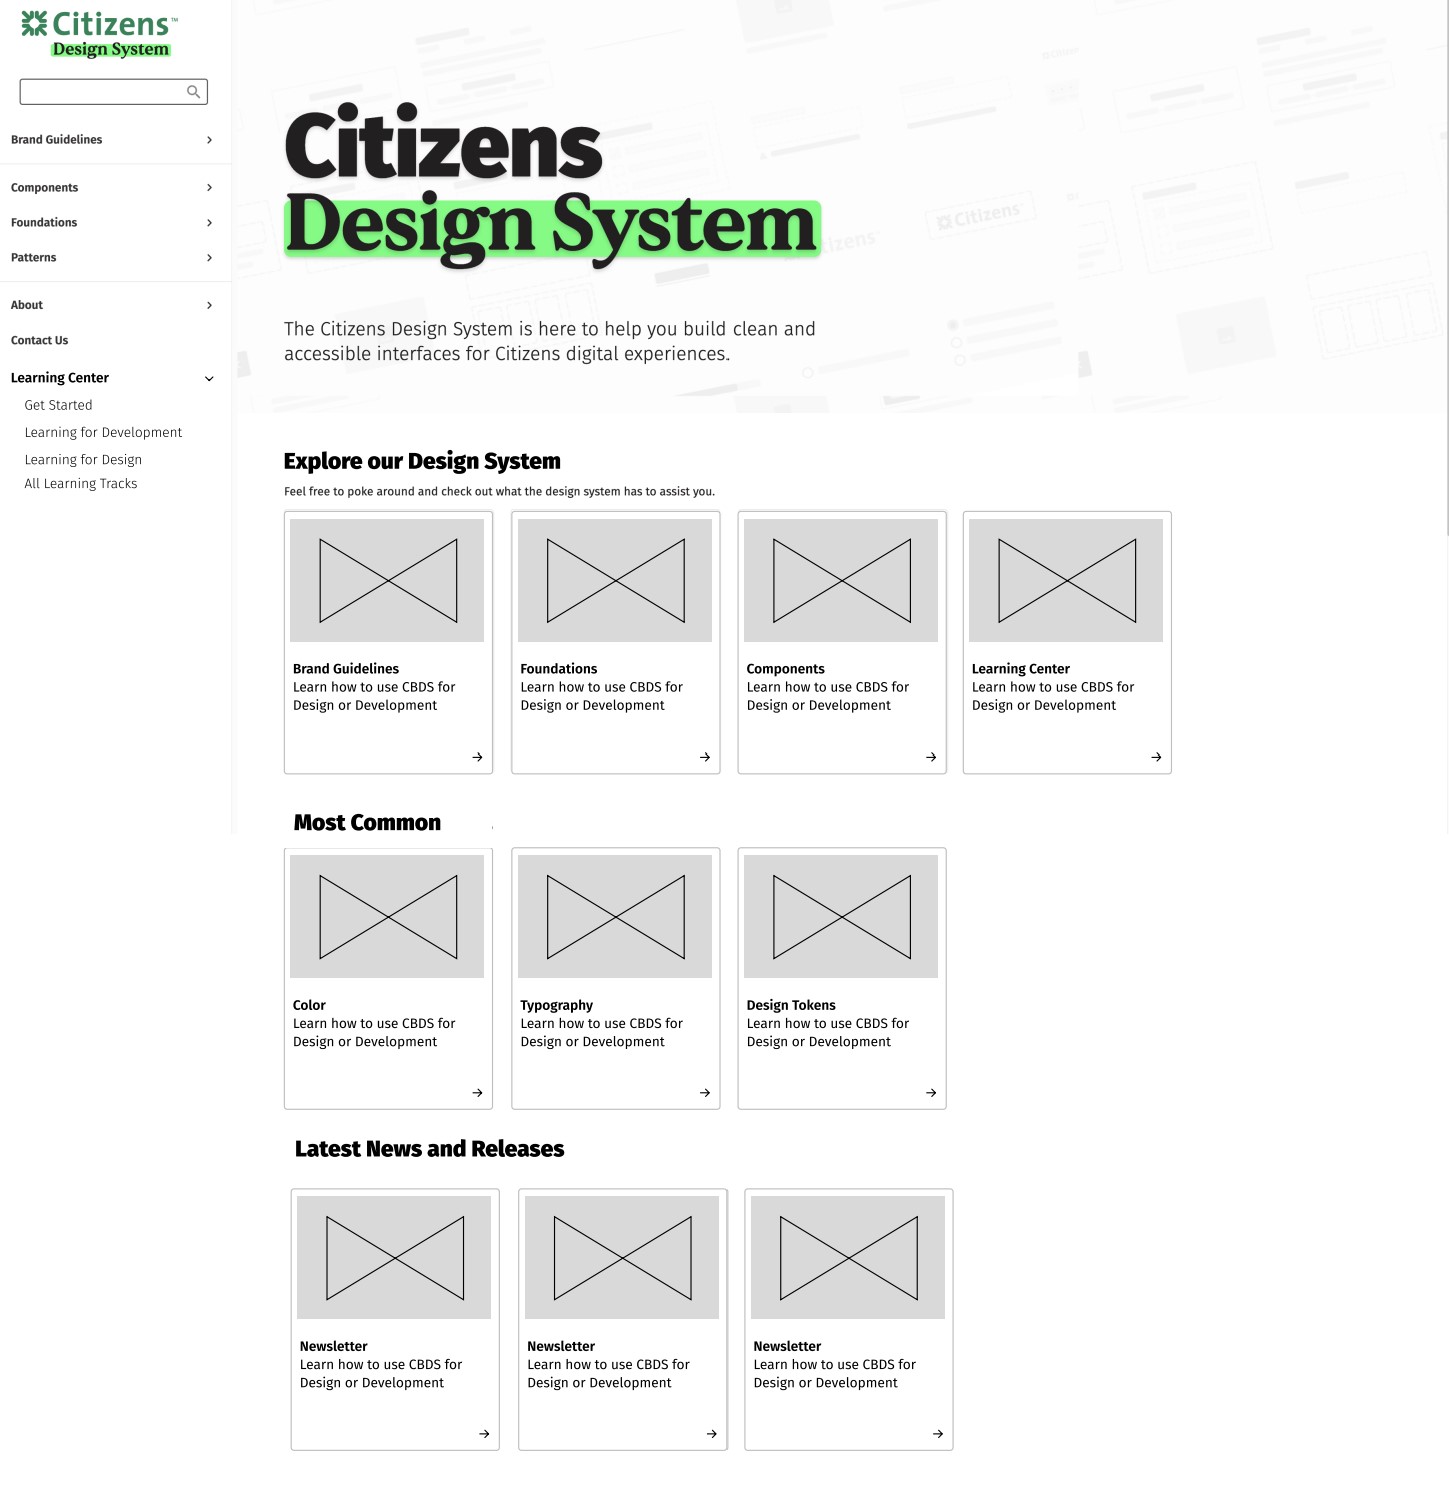 Citizens™
Design System
Brand Guidelines
Components
Foundations
Patterns
About
Contact Us
Learning Center
Get Started
Learning for Development
Learning for Design
All Learning Tracks
Citizens
Design System
Citizens
The Citizens Design System is here to help you build clean and
accessible interfaces for Citizens digital experiences.
Explore our Design System
Feel free to poke around and check out what the design system has to assist you.
Brand Guidelines
Learn how to use CBDS for
Design or Development
Foundations
Learn how to use CBDS for
Design or Development
Components
Learn how to use CBDS for
Design or Development
Learning Center
Learn how to use CBDS for
Design or Development
Most Common
Color
Learn how to use CBDS for
Design or Development
Typography
Learn how to use CBDS for
Design or Development
Design Tokens
Learn how to use CBDS for
Design or Development
Latest News and Releases
Newsletter
Learn how to use CBDS for
Design or Development
Newsletter
Learn how to use CBDS for
Design or Development
Newsletter
Learn how to use CBDS for
Design or Development